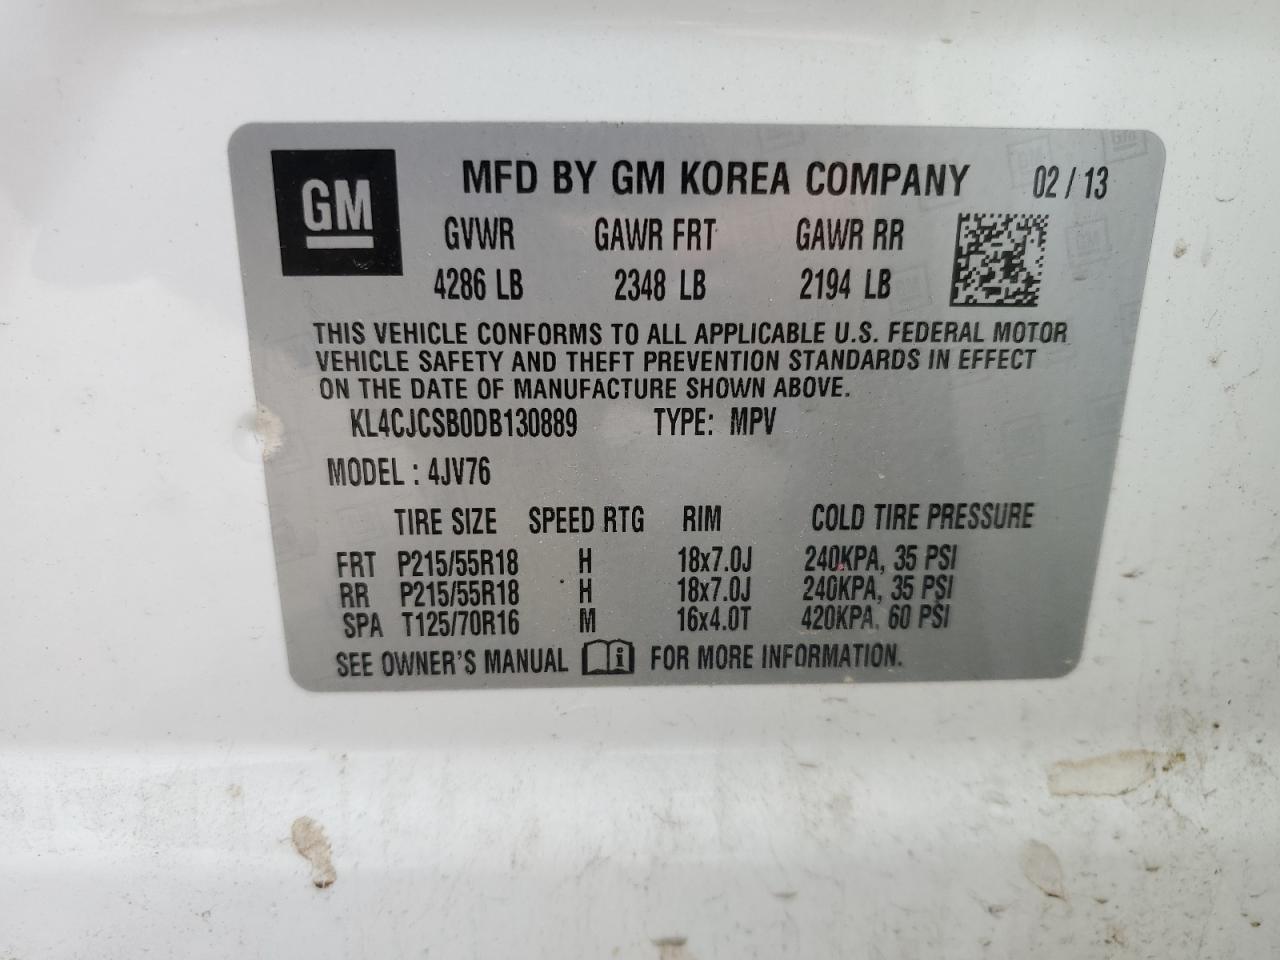 GM MFD BY GM KOREA COMPANY 02/13
GVWR GAWR FRT GAWR RR
4286 LB 2348 LB 2194 LB
THIS VEHICLE CONFORMS TO ALL APPLICABLE U.S. FEDERAL MOTOR
VEHICLE SAFETY AND THEFT PREVENTION STANDARDS IN EFFECT
ON THE DATE OF MANUFACTURE SHOWN ABOVE.
KL4CJCSB0DB130889 TYPE: MPV
MODEL : 4JV76
TIRE SIZE SPEED RTG RIM COLD TIRE PRESSURE
FRT P215/55R18 H 18x7.0J 240KPA, 35 PSI
RR P215/55R18 H 18x7.0J 240KPA, 35 PSI
SPA T125/70R16 M 16x4.0T 420KPA, 60 PSI
SEE OWNER'S MANUAL i FOR MORE INFORMATION.